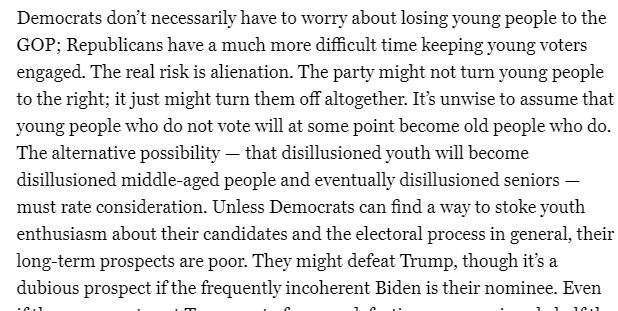 Democrats don’t necessarily have to worry about losing young people to the
GOP; Republicans have a much more difficult time keeping young voters
engaged. The real risk is alienation. The party might not turn young people
to the right; it just might turn them off altogether. It’s unwise to assume that
young people who do not vote will at some point become old people who do.
The alternative possibility — that disillusioned youth will become
disillusioned middle-aged people and eventually disillusioned seniors —
must rate consideration. Unless Democrats can find a way to stoke youth
enthusiasm about their candidates and the electoral process in general, their
long-term prospects are poor. They might defeat Trump, though it’s a
dubious prospect if the frequently incoherent Biden is their nominee. Even